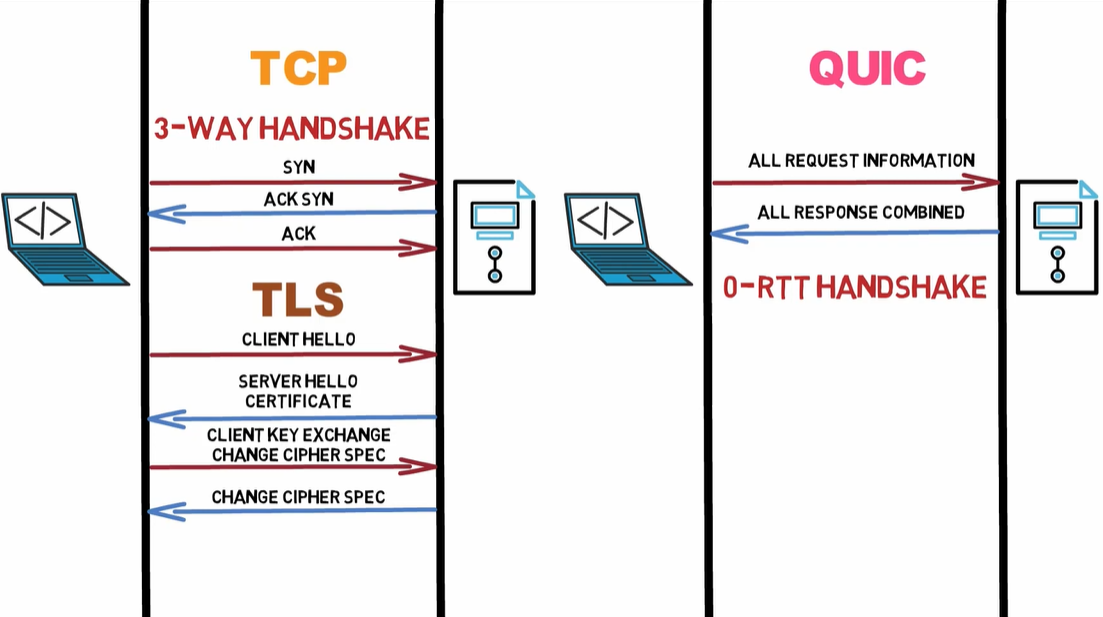 TCP
3-WAY HANDSHAKE
SYN
ACK SYN
ACK
TLS
CLIENT HELLO
SERVER HELLO
CERTIFICATE
CLIENT KEY EXCHANGE
CHANGE CIPHER SPEC
CHANGE CIPHER SPEC
</>
QUIC
ALL REQUEST INFORMATION
ALL RESPONSE COMBINED
0-RTT HANDSHAKE
</>